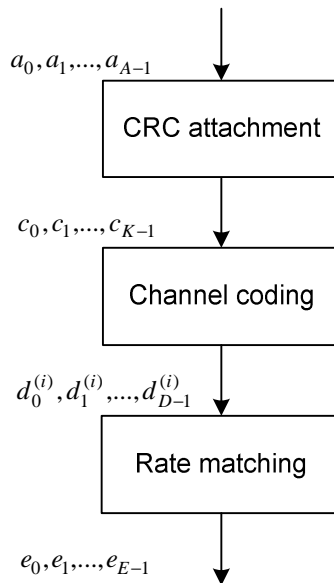 a_0, a_1,..., a_{A-1}
CRC attachment
c_0, c_1,..., c_{K-1}
Channel coding
d_0^{(i)}, d_1^{(i)},..., d_{D-1}^{(i)}
Rate matching
e_0, e_1,..., e_{E-1}